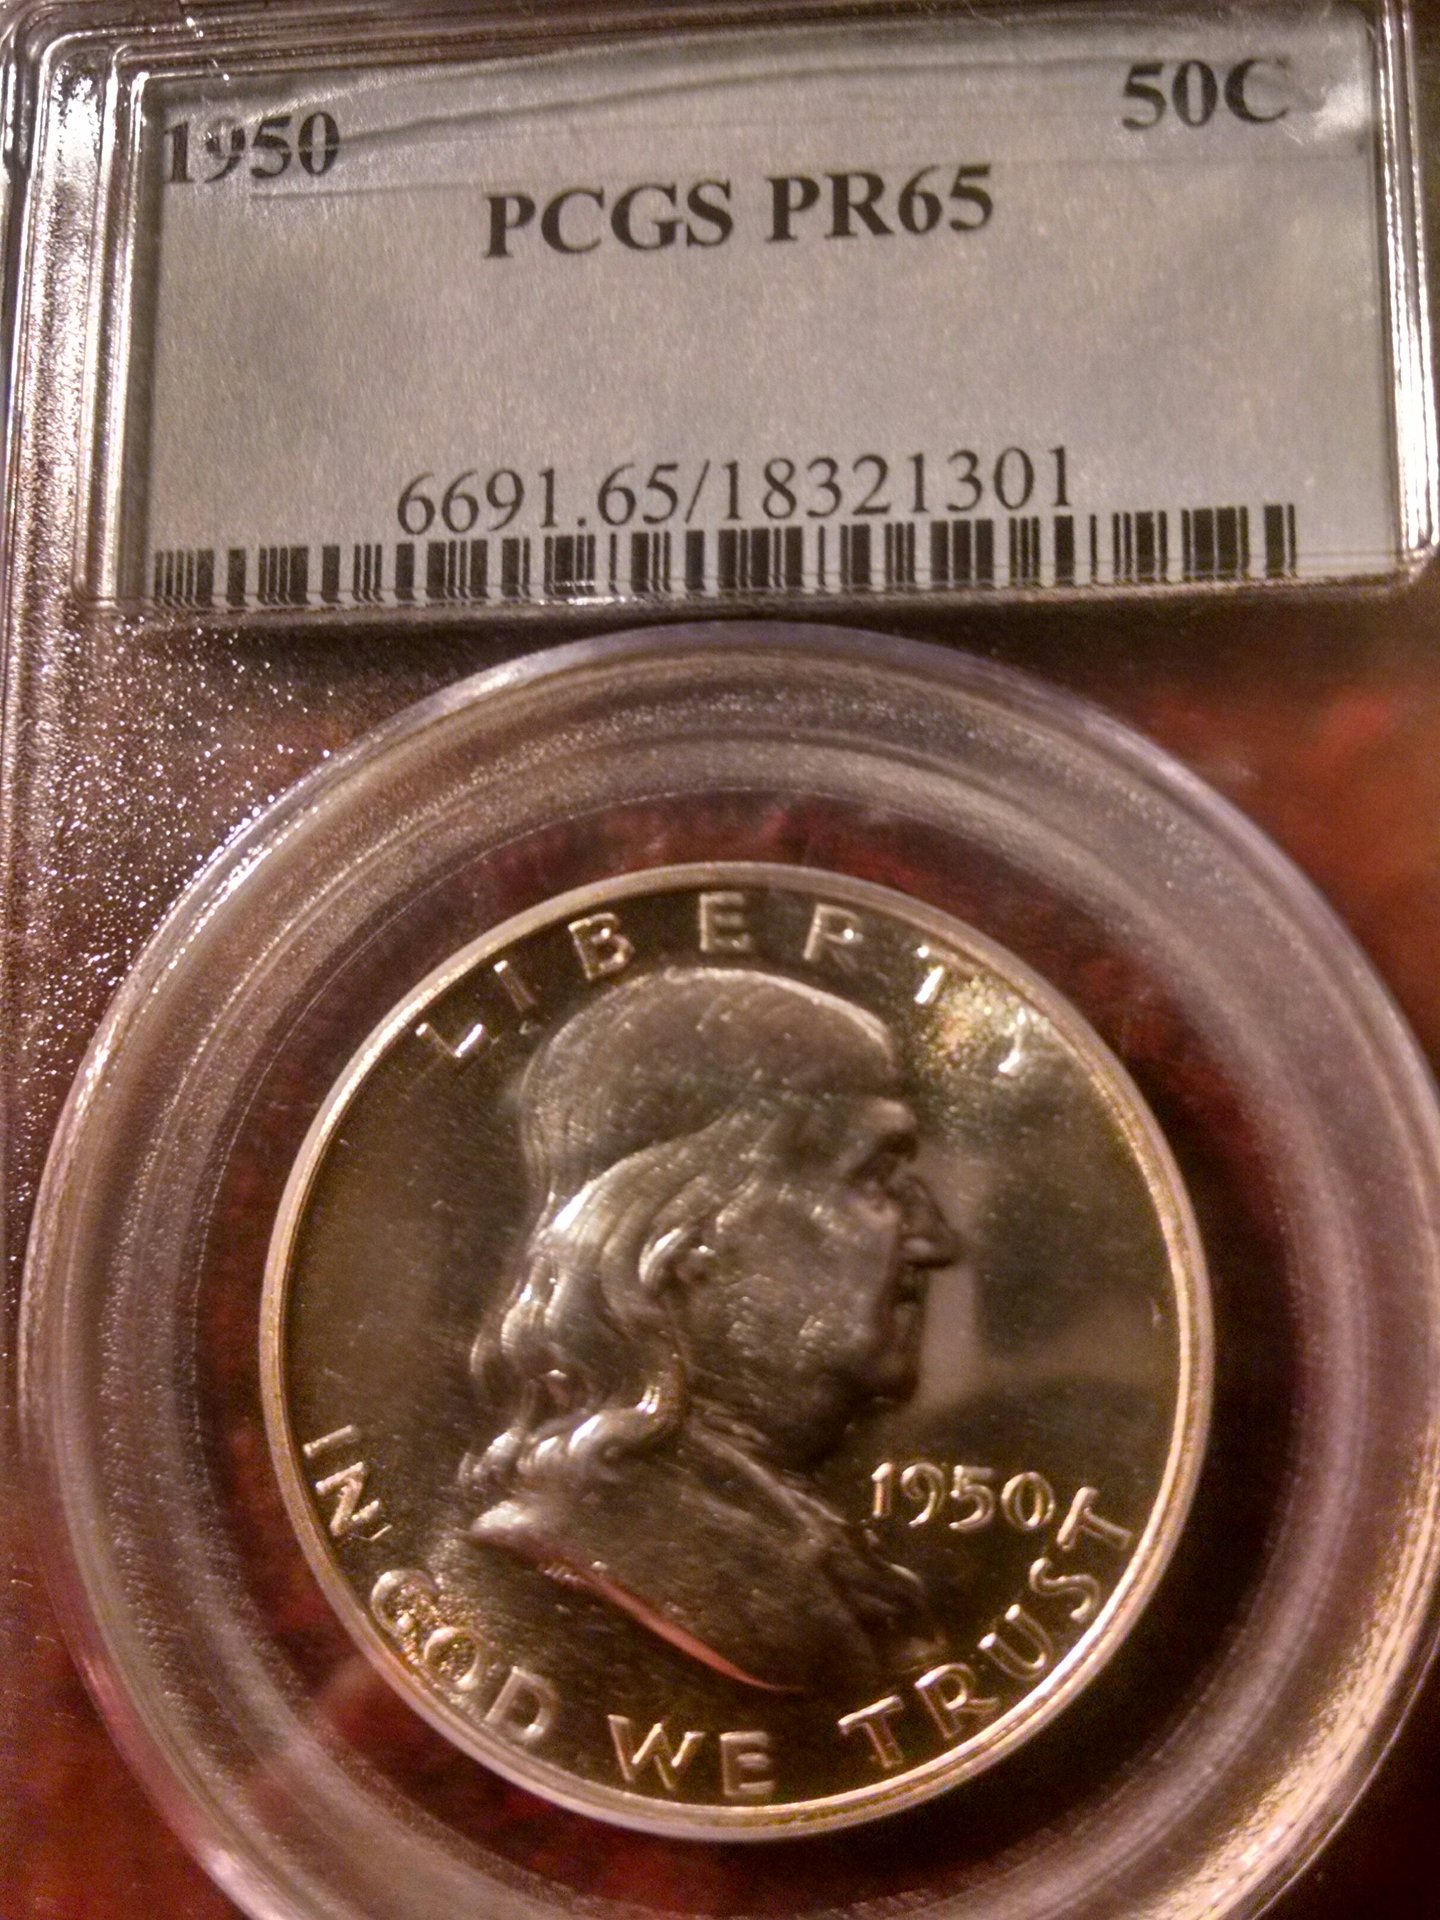 1950 50C
PCGS PR65
6691.65/18321301
LIBERTY
1950
IN GOD WE TRUST